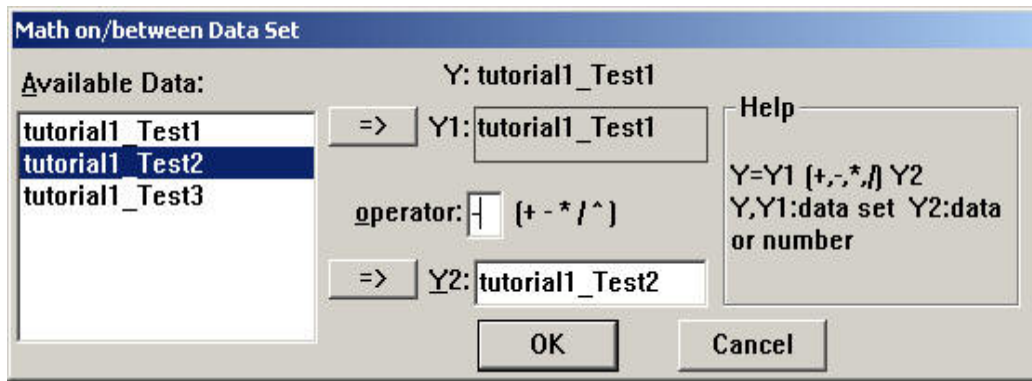 Math on/between Data Set
Available Data:
tutorial1_Test1
tutorial1_Test2
tutorial1_Test3
Y: tutorial1_Test1
=> Y1: tutorial1_Test1
operator: - (+ - * / ^)
=> Y2: tutorial1_Test2
Help
Y=Y1 (+,-,*,/) Y2
Y,Y1:data set Y2:data
or number
OK
Cancel